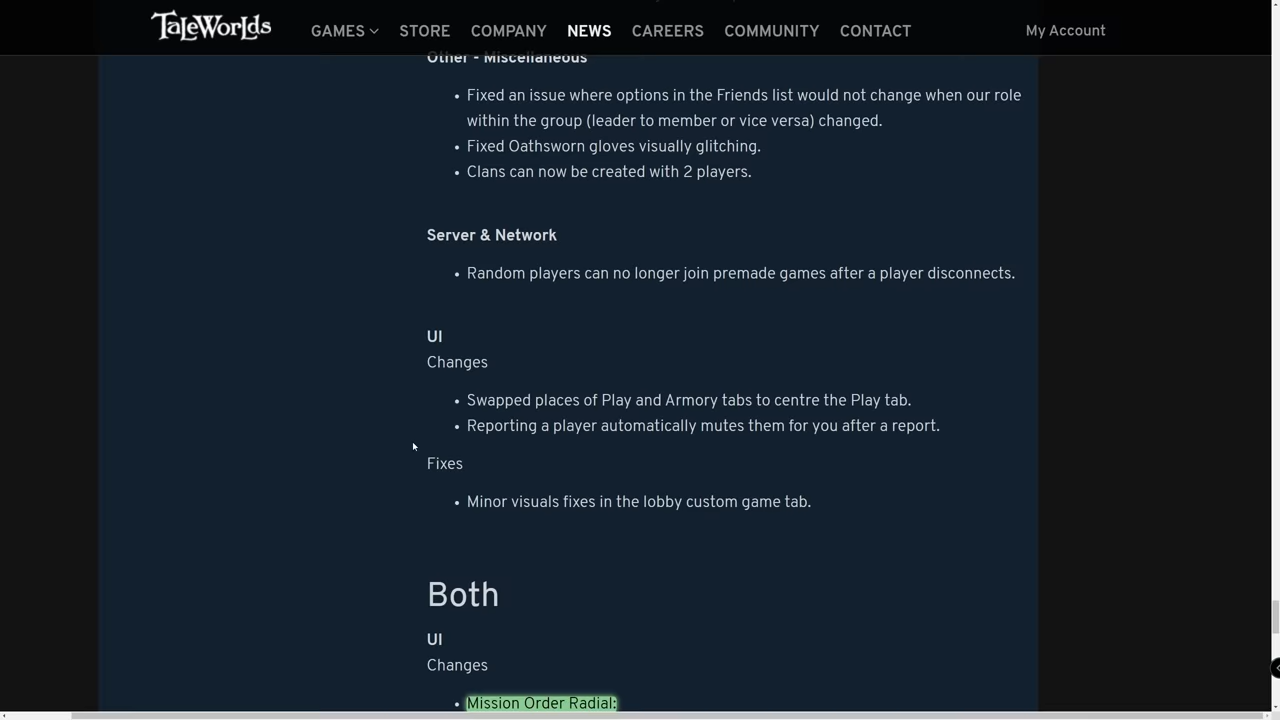 TaleWorlds
GAMES STORE COMPANY NEWS CAREERS COMMUNITY CONTACT My Account
Other - Miscellaneous
• Fixed an issue where options in the Friends list would not change when our role
within the group (leader to member or vice versa) changed.
• Fixed Oathsworn gloves visually glitching.
• Clans can now be created with 2 players.
Server & Network
• Random players can no longer join premade games after a player disconnects.
UI
Changes
• Swapped places of Play and Armory tabs to centre the Play tab.
• Reporting a player automatically mutes them for you after a report.
Fixes
• Minor visuals fixes in the lobby custom game tab.
Both
UI
Changes
• Mission Order Radial: